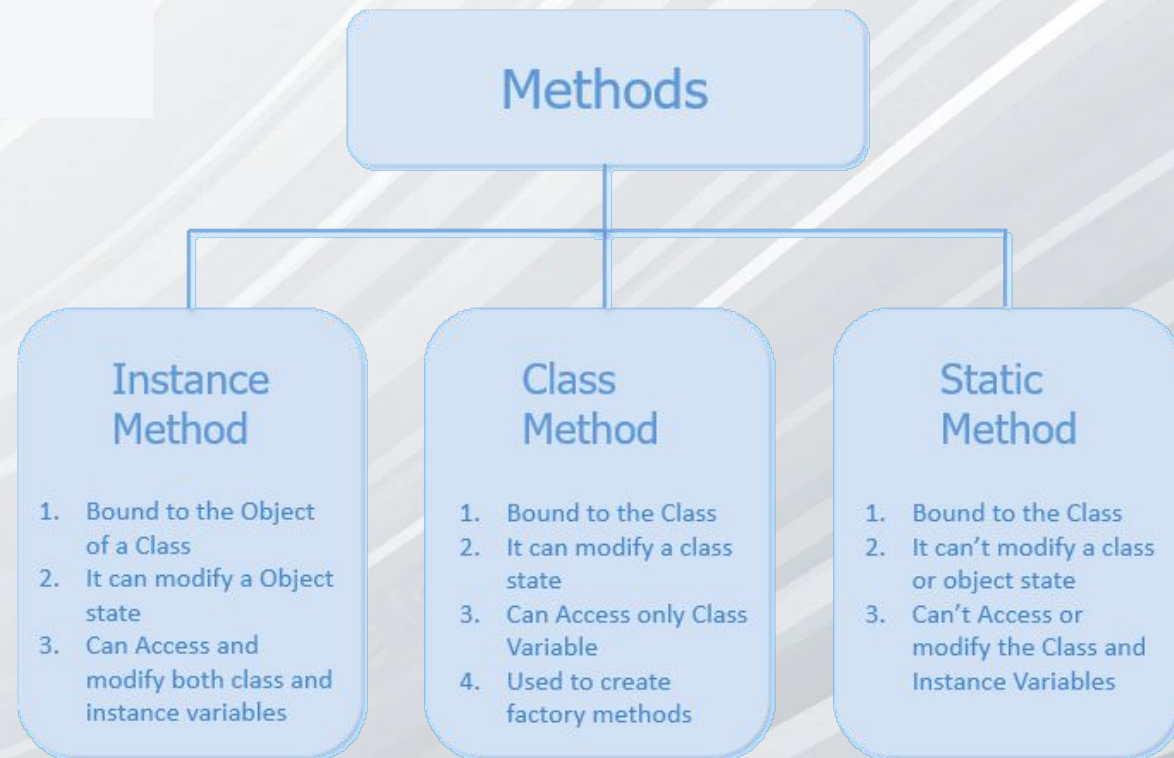 Methods
Instance
Method
1. Bound to the Object
of a Class
2. It can modify a Object
state
3. Can Access and
modify both class and
instance variables
Class
Method
1. Bound to the Class
2. It can modify a class
state
3. Can Access only Class
Variable
4. Used to create
factory methods
Static
Method
1. Bound to the Class
2. It can’t modify a class
or object state
3. Can’t Access or
modify the Class and
Instance Variables